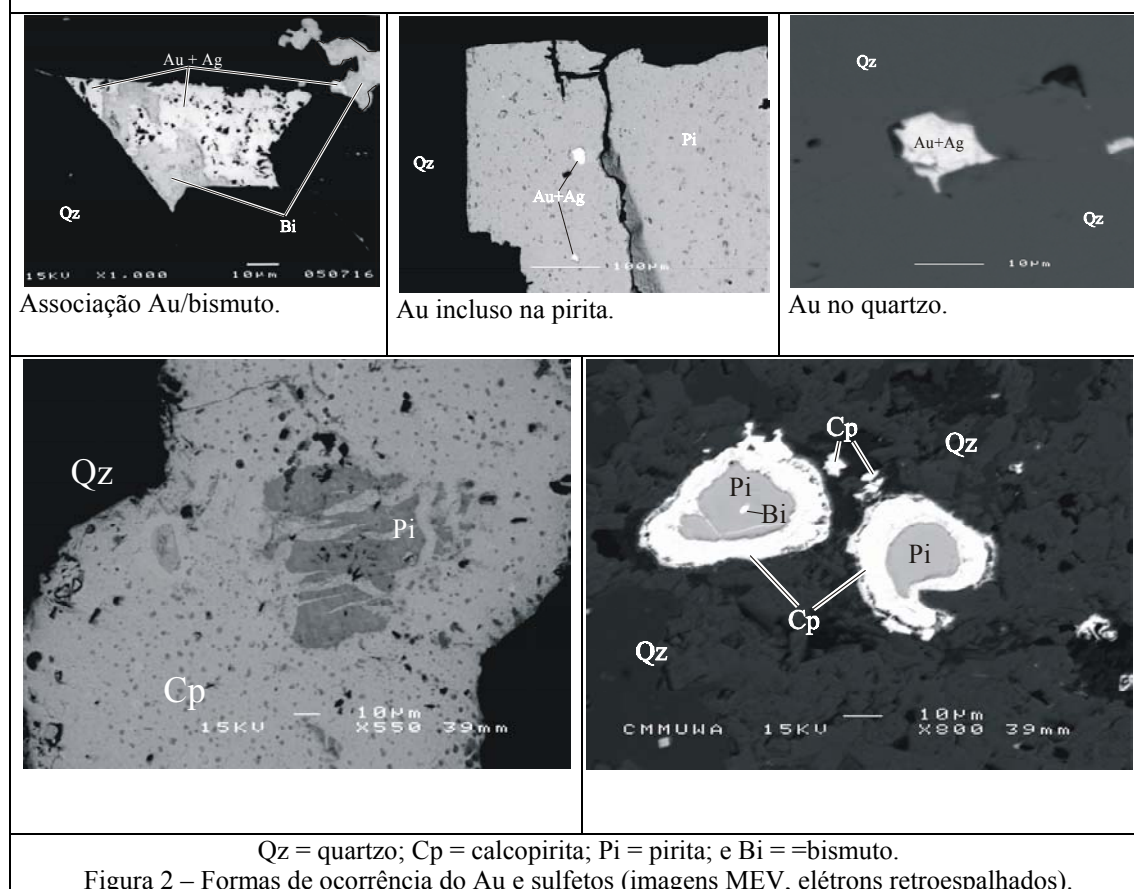 Au + Ag
Qz
Bi
15KV X1.000 10µm 050716
Associação Au/bismuto.
Qz
Pi
Au+Ag
100µm
Au incluso na pirita.
Qz
Au+Ag
Qz
10µm
Au no quartzo.
Qz
Pi
Cp
15KV 10µm X550 39mm
Cp
Qz
Pi
Bi
Pi
Cp
Qz
CMMUWA 15KV 10µm X800 39mm
Qz = quartzo; Cp = calcopirita; Pi = pirita; e Bi = =bismuto.
Figura 2 – Formas de ocorrência do Au e sulfetos (imagens MEV, elétrons retroespalhados).